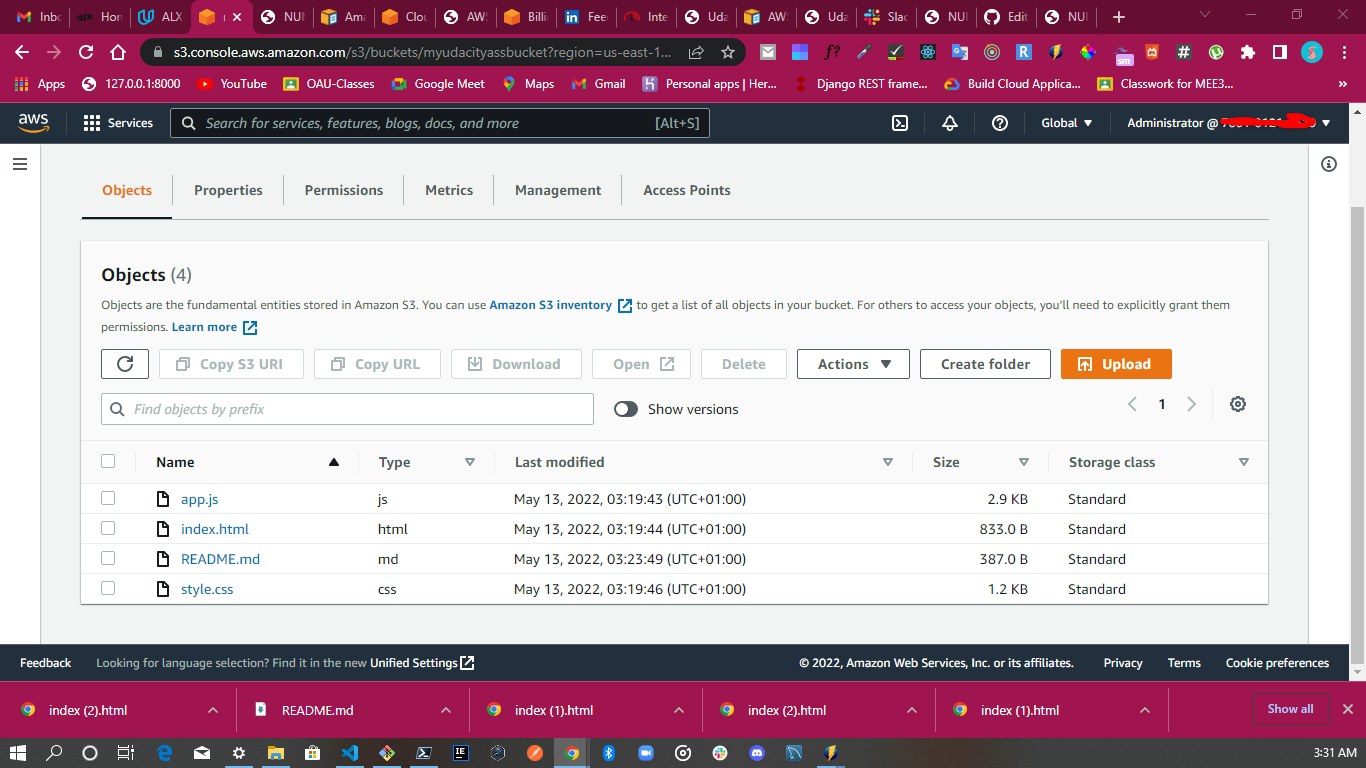 Inbc
alx Hon
ALX
NUI
Ama
Clou
AWS
Billi
Fee
Inte
Uda
AW
Uda
Slac
NUI
Edit
NUI
s3.console.aws.amazon.com/s3/buckets/myudacityassbucket?region=us-east-1...
f?
R
sm
#
Apps
127.0.0.1:8000
YouTube
OAU-Classes
Google Meet
Maps
Gmail
Personal apps | Her...
Django REST frame...
Build Cloud Applica...
Classwork for MEE3...
»
aws
Services
Search for services, features, blogs, docs, and more
[Alt+S]
Global
Administrator @
Objects
Properties
Permissions
Metrics
Management
Access Points
Objects (4)
Objects are the fundamental entities stored in Amazon S3. You can use Amazon S3 inventory to get a list of all objects in your bucket. For others to access your objects, you'll need to explicitly grant them
permissions. Learn more
Copy S3 URI
Copy URL
Download
Open
Delete
Actions
Create folder
Upload
Find objects by prefix
Show versions
1
Name Type Last modified Size Storage class
app.js js May 13, 2022, 03:19:43 (UTC+01:00) 2.9 KB Standard
index.html html May 13, 2022, 03:19:44 (UTC+01:00) 833.0 B Standard
README.md md May 13, 2022, 03:23:49 (UTC+01:00) 387.0 B Standard
style.css css May 13, 2022, 03:19:46 (UTC+01:00) 1.2 KB Standard
Feedback
Looking for language selection? Find it in the new Unified Settings
© 2022, Amazon Web Services, Inc. or its affiliates.
Privacy
Terms
Cookie preferences
index (2).html
README.md
index (1).html
index (2).html
index (1).html
Show all
IE
3:31 AM